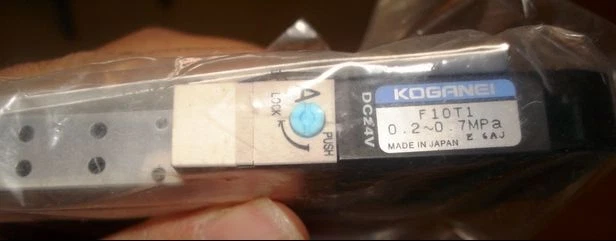 A
LOCK
PUSH
DC24V
KOGANEI
F10T1
0.2~0.7MPa
MADE IN JAPAN